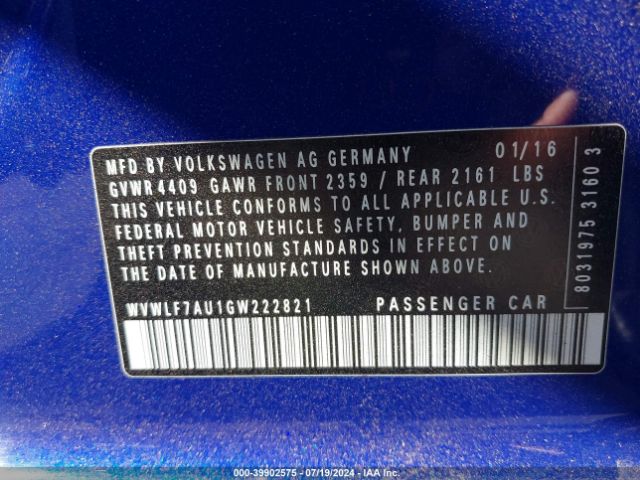 MFD BY VOLKSWAGEN AG GERMANY 01/16
GVWR 4409 GAWR FRONT 2359 / REAR 2161 LBS
THIS VEHICLE CONFORMS TO ALL APPLICABLE U.S.
FEDERAL MOTOR VEHICLE SAFETY, BUMPER AND
THEFT PREVENTION STANDARDS IN EFFECT ON
THE DATE OF MANUFACTURE SHOWN ABOVE.
WVWLF7AU1GW222821 PASSENGER CAR
8031975 3160 3
000-39902575 - 07/19/2024 - IAA Inc.